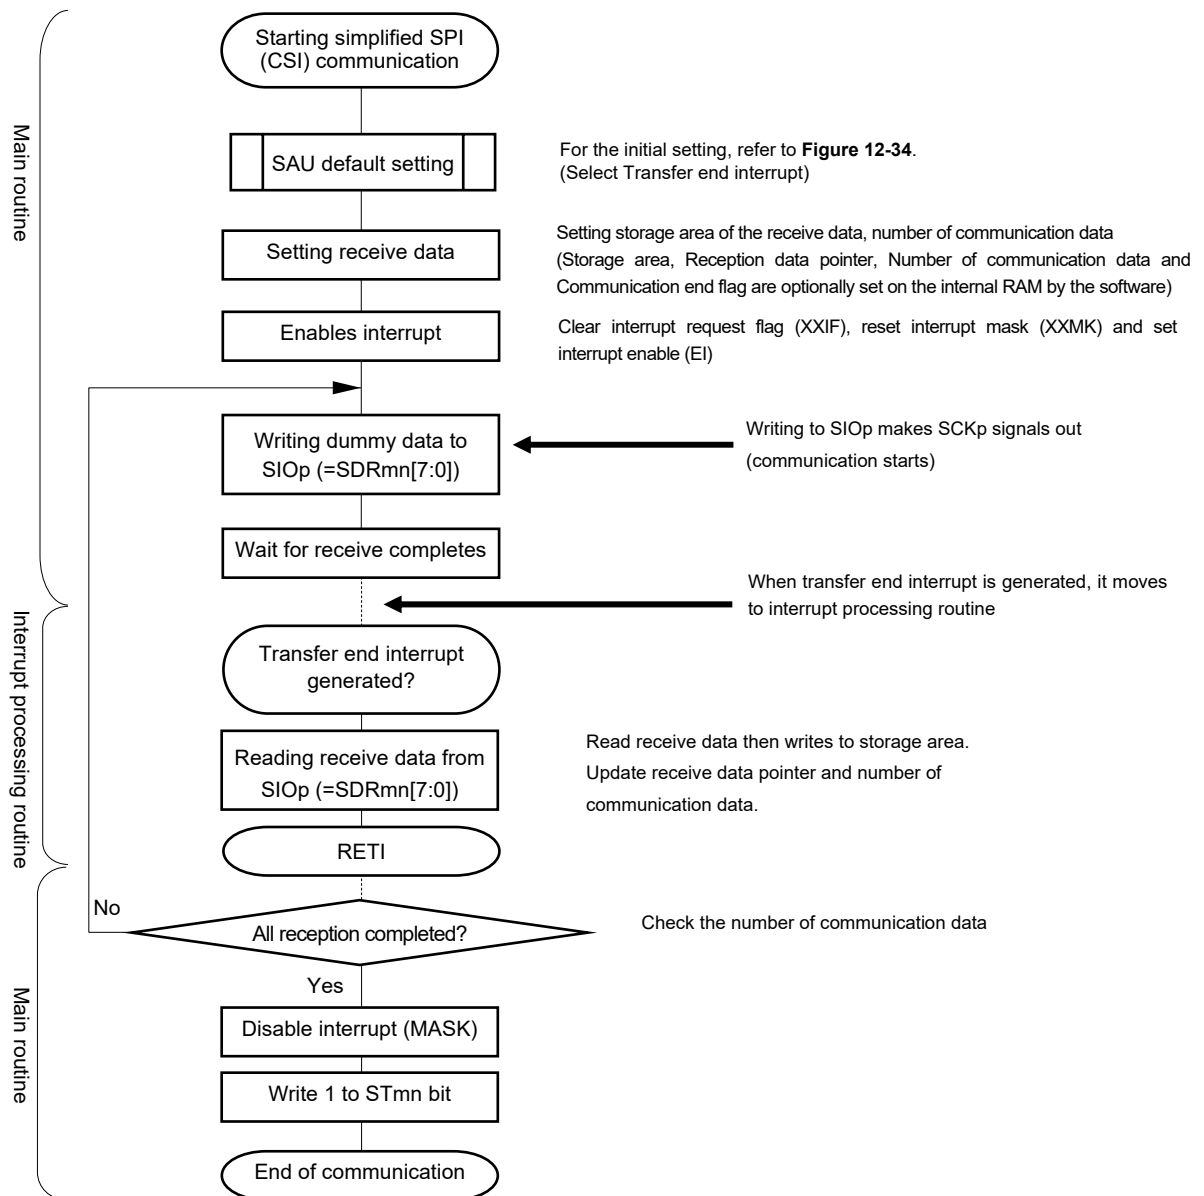 Starting simplified SPI
(CSI) communication
Main routine
SAU default setting
For the initial setting, refer to Figure 12-34.
(Select Transfer end interrupt)
Setting receive data
Setting storage area of the receive data, number of communication data
(Storage area, Reception data pointer, Number of communication data and
Communication end flag are optionally set on the internal RAM by the software)
Enables interrupt
Clear interrupt request flag (XXIF), reset interrupt mask (XXMK) and set
interrupt enable (EI)
Writing dummy data to
SIOp (=SDRmn[7:0])
Writing to SIOp makes SCKp signals out
(communication starts)
Wait for receive completes
When transfer end interrupt is generated, it moves
to interrupt processing routine
Interrupt processing routine
Transfer end interrupt
generated?
Reading receive data from
SIOp (=SDRmn[7:0])
Read receive data then writes to storage area.
Update receive data pointer and number of
communication data.
RETI
No
All reception completed?
Check the number of communication data
Yes
Main routine
Disable interrupt (MASK)
Write 1 to STmn bit
End of communication